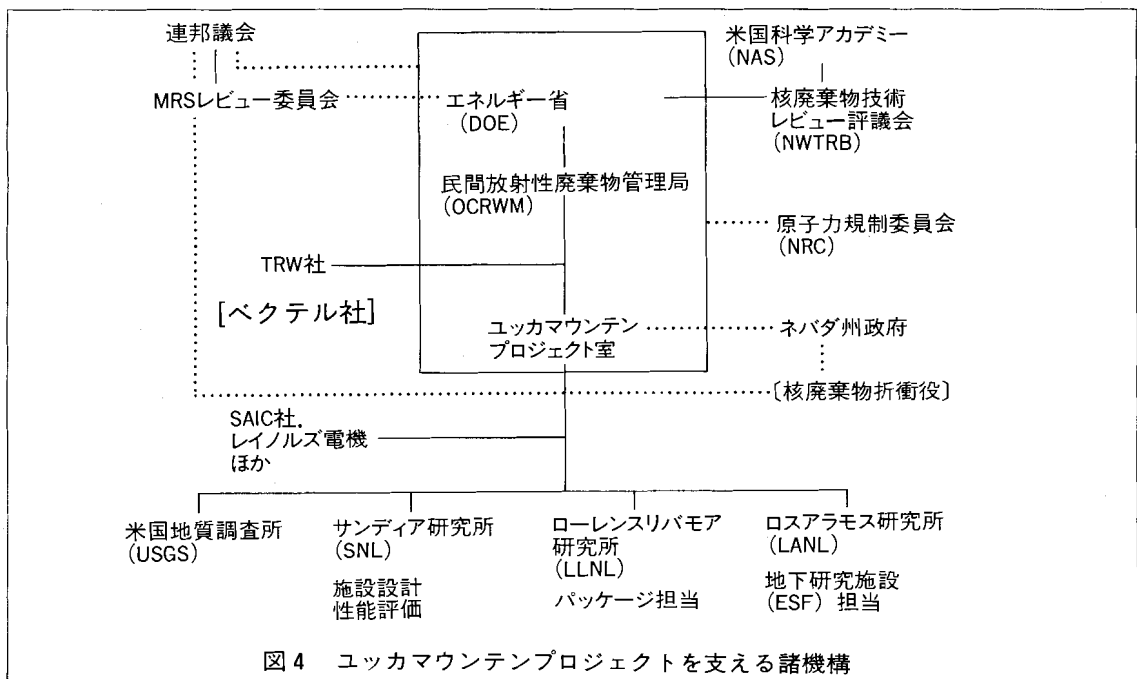 連邦議会
MRSレビュー委員会
エネルギー省
(DOE)
米国科学アカデミー
(NAS)
核廃棄物技術
レビュー評議会
(NWTRB)
民間放射性廃棄物管理局
(OCRWM)
原子力規制委員会
(NRC)
TRW社
[ベクテル社]
ユッカマウンテン
プロジェクト室
ネバダ州政府
〔核廃棄物折衝役〕
SAIC社.
レイノルズ電機
ほか
米国地質調査所
(USGS)
サンディア研究所
(SNL)
施設設計
性能評価
ローレンスリバモア
研究所
(LLNL)
パッケージ担当
ロスアラモス研究所
(LANL)
地下研究施設
(ESF) 担当
図4 ユッカマウンテンプロジェクトを支える諸機構